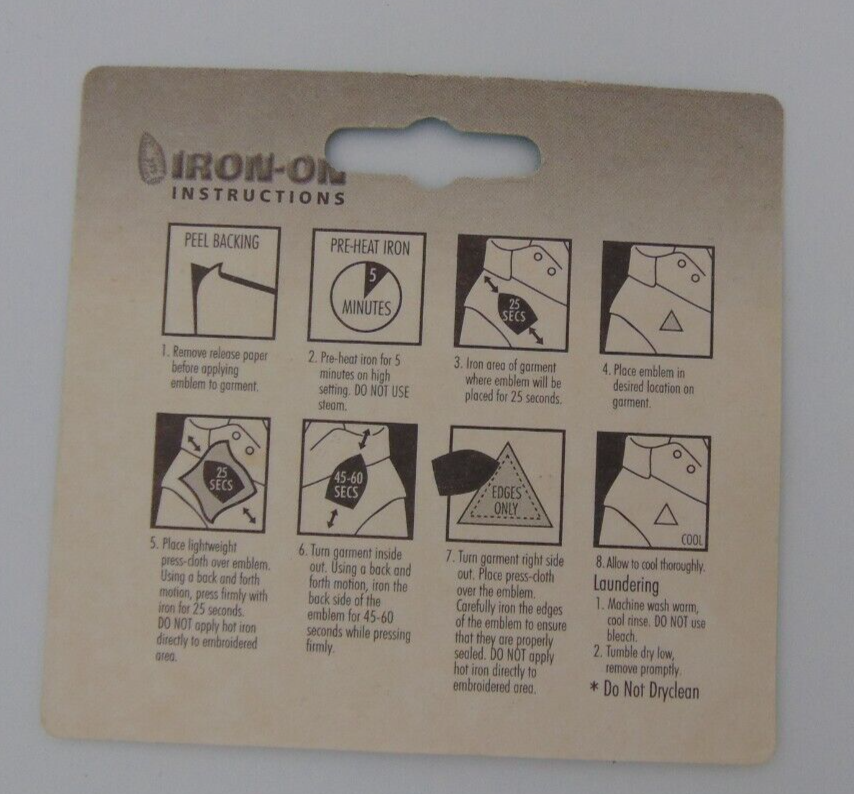 IRON-ON
INSTRUCTIONS
PEEL BACKING
1. Remove release paper
before applying
emblem to garment.
PRE-HEAT IRON
5
MINUTES
2. Pre-heat iron for 5
minutes on high
setting. DO NOT USE
steam.
25
SECS
3. Iron area of garment
where emblem will be
placed for 25 seconds.
4. Place emblem in
desired location on
garment.
25
SECS
5. Place lightweight
press-cloth over emblem.
Using a back and forth
motion, press firmly with
iron for 25 seconds.
DO NOT apply hot iron
directly to embroidered
area.
45-60
SECS
6. Turn garment inside
out. Using a back and
forth motion, iron the
back side of the
emblem for 45-60
seconds while pressing
firmly.
EDGES
ONLY
7. Turn garment right side
out. Place press-cloth
over the emblem.
Carefully iron the edges
of the emblem to ensure
that they are properly
sealed. DO NOT apply
hot iron directly to
embroidered area.
COOL
8. Allow to cool thoroughly.
Laundering
1. Machine wash warm,
cool rinse. DO NOT use
bleach.
2. Tumble dry low,
remove promptly.
* Do Not Dryclean